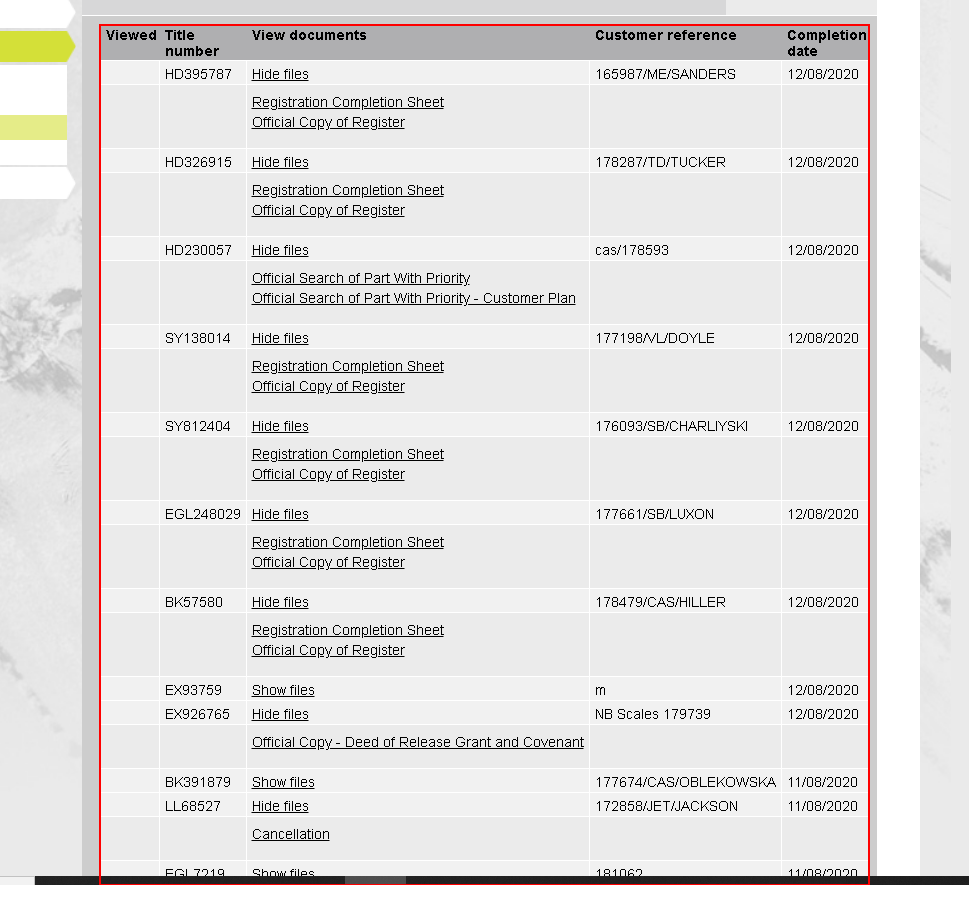 Viewed Title number View documents Customer reference Completion date
HD395787 Hide files 165987/ME/SANDERS 12/08/2020
Registration Completion Sheet
Official Copy of Register
HD326915 Hide files 178287/TD/TUCKER 12/08/2020
Registration Completion Sheet
Official Copy of Register
HD230057 Hide files cas/178593 12/08/2020
Official Search of Part With Priority
Official Search of Part With Priority - Customer Plan
SY138014 Hide files 177198/VL/DOYLE 12/08/2020
Registration Completion Sheet
Official Copy of Register
SY812404 Hide files 176093/SB/CHARLIYSKI 12/08/2020
Registration Completion Sheet
Official Copy of Register
EGL248029 Hide files 177661/SB/LUXON 12/08/2020
Registration Completion Sheet
Official Copy of Register
BK57580 Hide files 178479/CAS/HILLER 12/08/2020
Registration Completion Sheet
Official Copy of Register
EX93759 Show files m 12/08/2020
EX926765 Hide files NB Scales 179739 12/08/2020
Official Copy - Deed of Release Grant and Covenant
BK391879 Show files 177674/CAS/OBLEKOWSKA 11/08/2020
LL68527 Hide files 172858/JET/JACKSON 11/08/2020
Cancellation
EGL7219 Show files 181062 11/08/2020